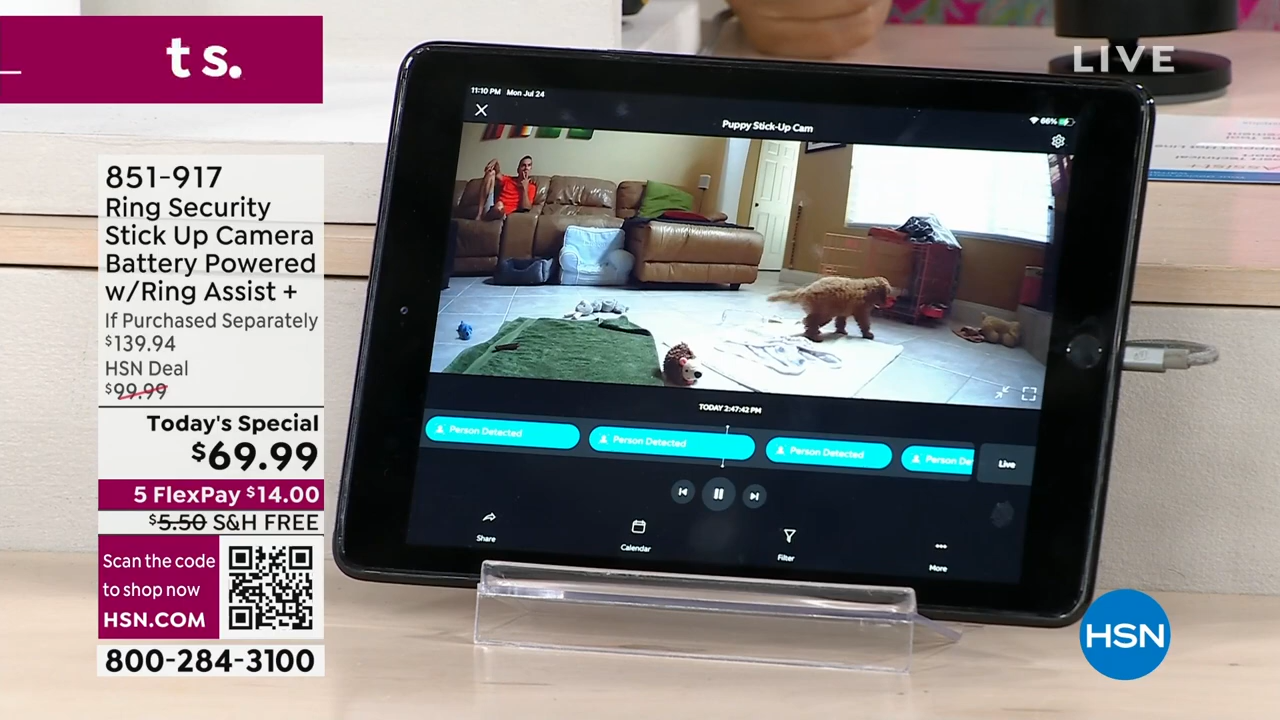 t s.
LIVE
851-917
Ring Security
Stick Up Camera
Battery Powered
w/Ring Assist +
If Purchased Separately
$139.94
HSN Deal
$99.99
Today's Special
$69.99
5 FlexPay $14.00
$5.50 S&H FREE
Scan the code
to shop now
HSN.COM
800-284-3100
11:10 PM Mon Jul 24
66%
Puppy Stick-Up Cam
TODAY 2:47:42 PM
Person Detected
Person Detected
Person Detected
Person De
Live
Share
Calendar
Filter
More
HSN